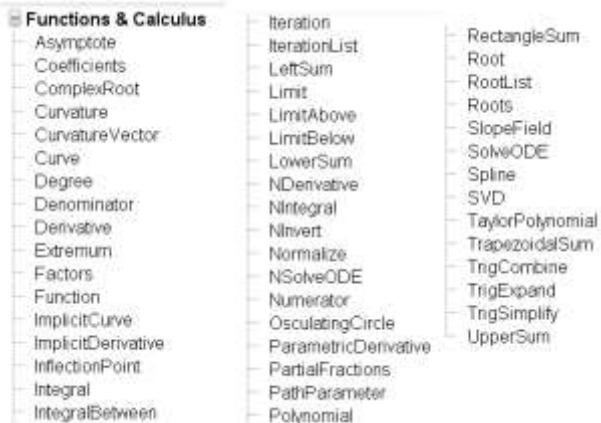 Functions & Calculus
Asymptote
Coefficients
ComplexRoot
Curvature
CurvatureVector
Curve
Degree
Denominator
Derivative
Extremum
Factors
Function
ImplicitCurve
ImplicitDerivative
InflectionPoint
Integral
IntegralBetween
Iteration
IterationList
LeftSum
Limit
LimitAbove
LimitBelow
LowerSum
NDerivative
NIntegral
NInvert
Normalize
NSolveODE
Numerator
OsculatingCircle
ParametricDerivative
PartialFractions
PathParameter
Polynomial
RectangleSum
Root
RootList
Roots
SlopeField
SolveODE
Spline
SVD
TaylorPolynomial
TrapezoidalSum
TrigCombine
TrigExpand
TrigSimplify
UpperSum